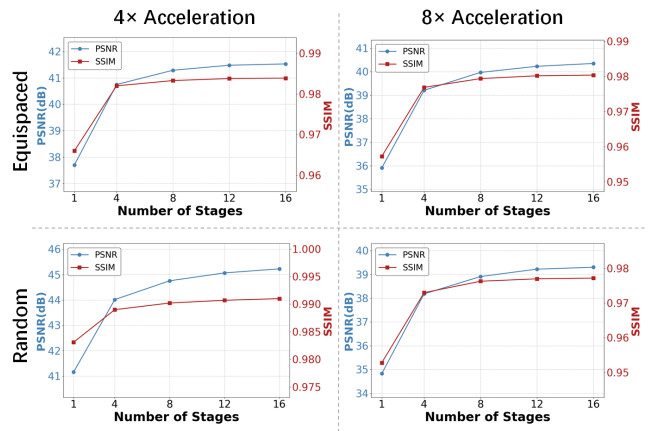 4× Acceleration
8× Acceleration
Equispaced
PSNR(dB)
42
41
40
39
38
37
PSNR
SSIM
0.99
0.98
0.97
0.96
SSIM
1 4 8 12 16
Number of Stages
PSNR(dB)
41
40
39
38
37
36
35
PSNR
SSIM
0.99
0.98
0.97
0.96
0.95
SSIM
1 4 8 12 16
Number of Stages
Random
PSNR(dB)
46
45
44
43
42
41
PSNR
SSIM
1.000
0.995
0.990
0.985
0.980
0.975
SSIM
1 4 8 12 16
Number of Stages
PSNR(dB)
40
39
38
37
36
35
34
PSNR
SSIM
0.98
0.97
0.96
0.95
SSIM
1 4 8 12 16
Number of Stages